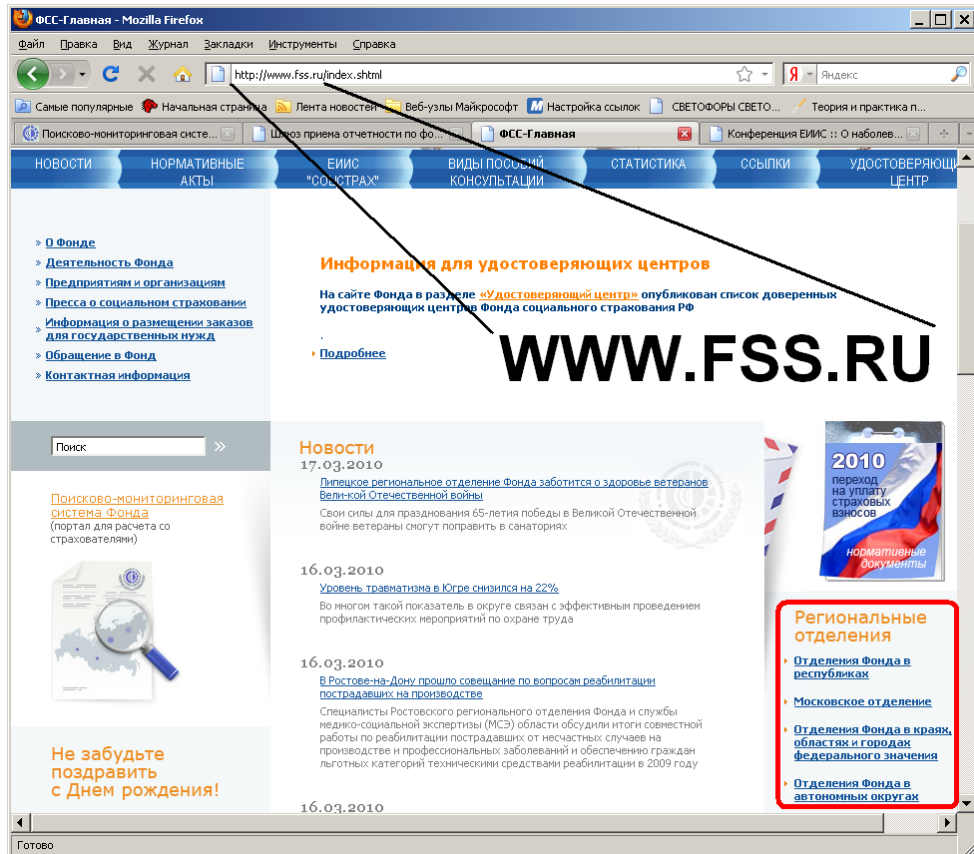 ФСС-Главная - Mozilla Firefox
Файл Правка Вид Журнал Закладки Инструменты Справка
http://www.fss.ru/index.shtml
Яндекс
Самые популярные Начальная страница Лента новостей Веб-узлы Майкрософт Настройка ссылок СВЕТОФОРЫ СВЕТО... Теория и практика п...
Поисково-мониторинговая систе... Шлюз приема отчетности по фо... ФСС-Главная Конференция ЕИИС :: О наболев...
НОВОСТИ
НОРМАТИВНЫЕ
АКТЫ
ЕИИС
"СОЦСТРАХ"
ВИДЫ ПОСОБИЙ
КОНСУЛЬТАЦИИ
СТАТИСТИКА
ССЫЛКИ
УДОСТОВЕРЯЮЩИ
ЦЕНТР
» О Фонде
» Деятельность Фонда
» Предприятиям и организациям
» Пресса о социальном страховании
» Информация о размещении заказов
для государственных нужд
» Обращение в Фонд
» Контактная информация
Информация для удостоверяющих центров
На сайте Фонда в разделе «Удостоверяющий центр» опубликован список доверенных
удостоверяющих центров Фонда социального страхования РФ
.
Подробнее
WWW.FSS.RU
Поиск
Поисково-мониторинговая
система Фонда
(портал для расчета со
страхователями)
Не забудьте
поздравить
с Днем рождения!
Новости
17.03.2010
Липецкое региональное отделение Фонда заботится о здоровье ветеранов
Вели-кой Отечественной войны
Свои силы для празднования 65-летия победы в Великой Отечественной
войне ветераны смогут поправить в санаториях
16.03.2010
Уровень травматизма в Югре снизился на 22%
Во многом такой показатель в округе связан с эффективным проведением
профилактических мероприятий по охране труда
16.03.2010
В Ростове-на-Дону прошло совещание по вопросам реабилитации
пострадавших на производстве
Специалисты Ростовского регионального отделения Фонда и службы
медико-социальной экспертизы (МСЭ) области обсудили итоги совместной
работы по реабилитации пострадавших от несчастных случаев на
производстве и профессиональных заболеваний и обеспечению граждан
льготных категорий техническими средствами реабилитации в 2009 году
16.03.2010
2010
переход
на уплату
страховых
взносов
нормативные
документы
Региональные
отделения
Отделения Фонда в
республиках
Московское отделение
Отделения Фонда в краях,
областях и городах
федерального значения
Отделения Фонда в
автономных округах
Готово